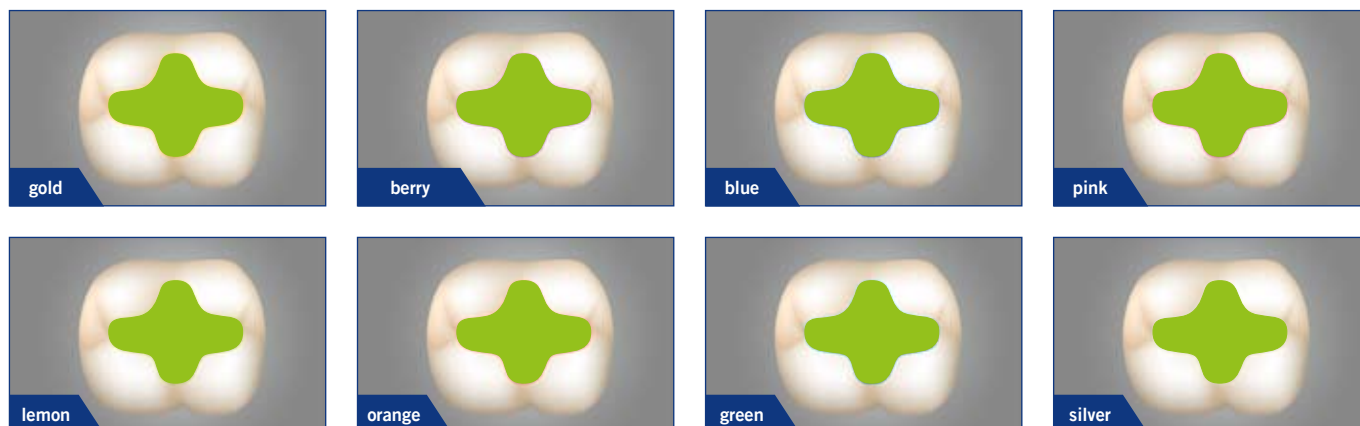 gold
berry
blue
pink
lemon
orange
green
silver